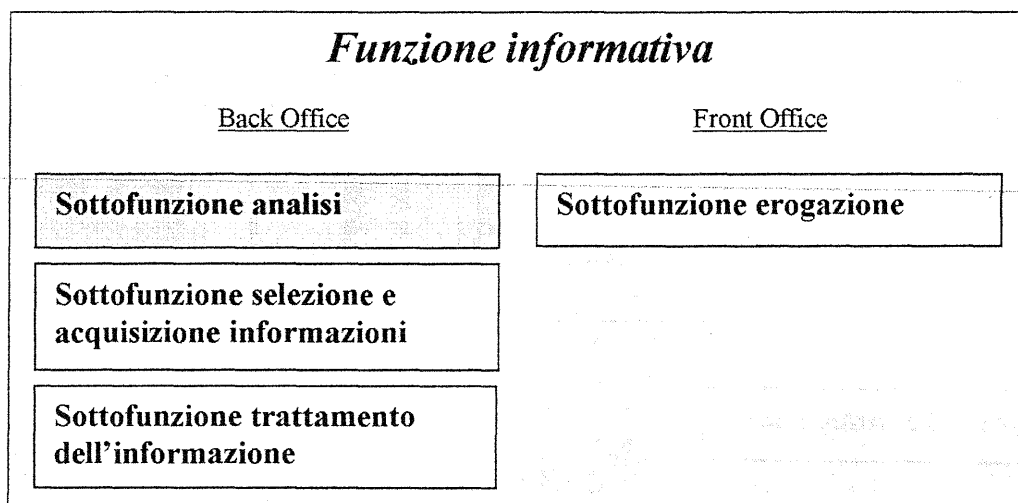 Funzione informativa
Back Office
Front Office
Sottofunzione analisi
Sottofunzione erogazione
Sottofunzione selezione e
acquisizione informazioni
Sottofunzione trattamento
dell'informazione